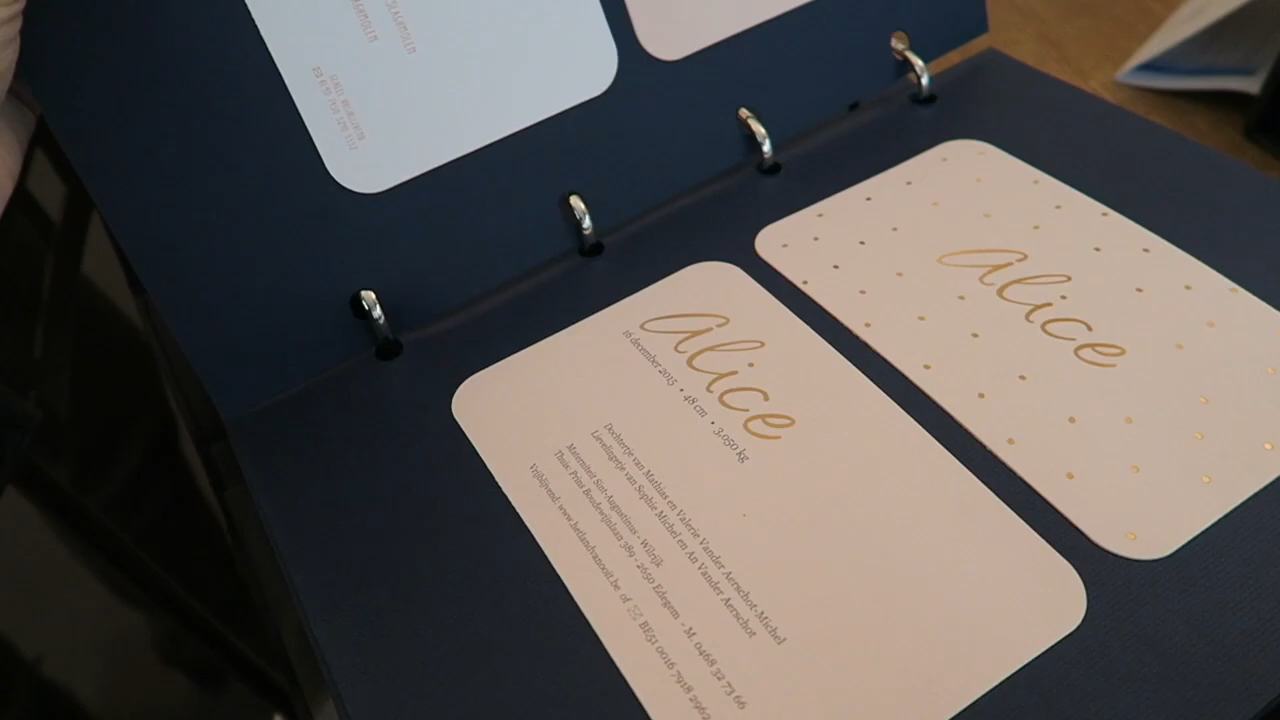 SLAGMOLEN
Alice
16 december 2015 • 48 cm • 3,050 kg
Dochtertje van Mathias en Valerie Vander Aerschot-Michel
Lievelingetje van Sophie Michel en An Vander Aerschot
Materniteit Sint-Augustinus - Wilrijk
Thuis: Prins Boudewijnlaan 389 - 2650 Edegem - M. 0468 32 73 66
Vrijblijvend: www.hetlandvanooit.be of BE51 0016 7918 2962
Alice